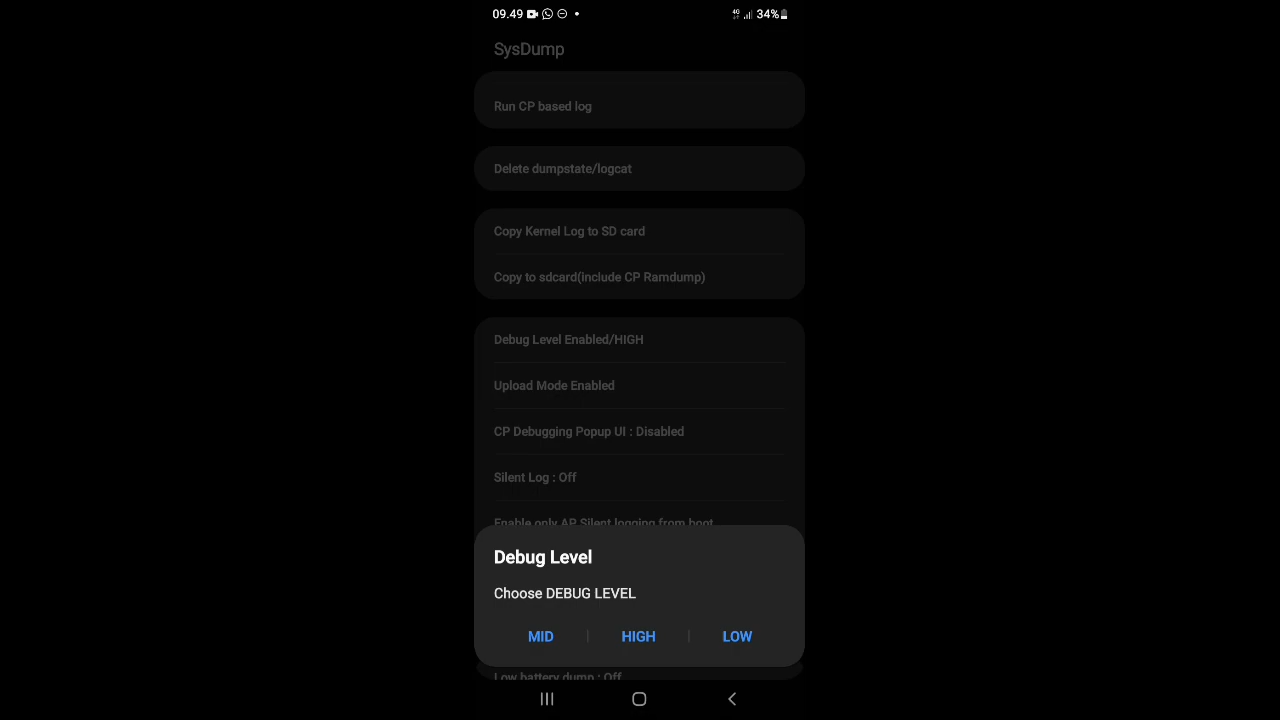 09.49
4G
34%
SysDump
Run CP based log
Delete dumpstate/logcat
Copy Kernel Log to SD card
Copy to sdcard(include CP Ramdump)
Debug Level Enabled/HIGH
Upload Mode Enabled
CP Debugging Popup UI : Disabled
Silent Log : Off
Enable only AP Silent logging from boot
Debug Level
Choose DEBUG LEVEL
MID | HIGH | LOW
Low battery dump : Off